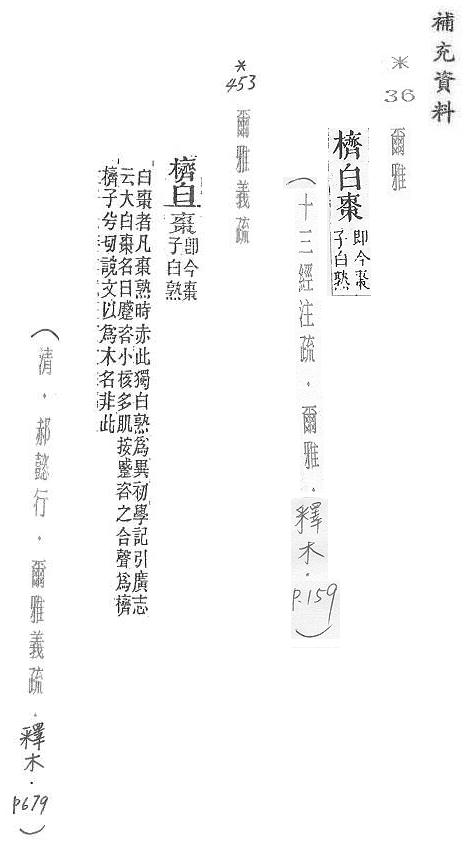 補充資料
*
36
爾雅
櫅白棗即今棗
子白熟
(十三經注疏.爾雅.釋木.p.159)
*
453
爾雅義疏
櫅白棗即今棗
子白熟
白棗者凡棗熟時赤此獨白熟為異初學記引廣志
云大白棗名曰蹙咨小核多肌按蹙咨之合聲為櫅
櫅子兮切說文以為木名非此
(清.郝懿行.爾雅義疏.釋木.p679)